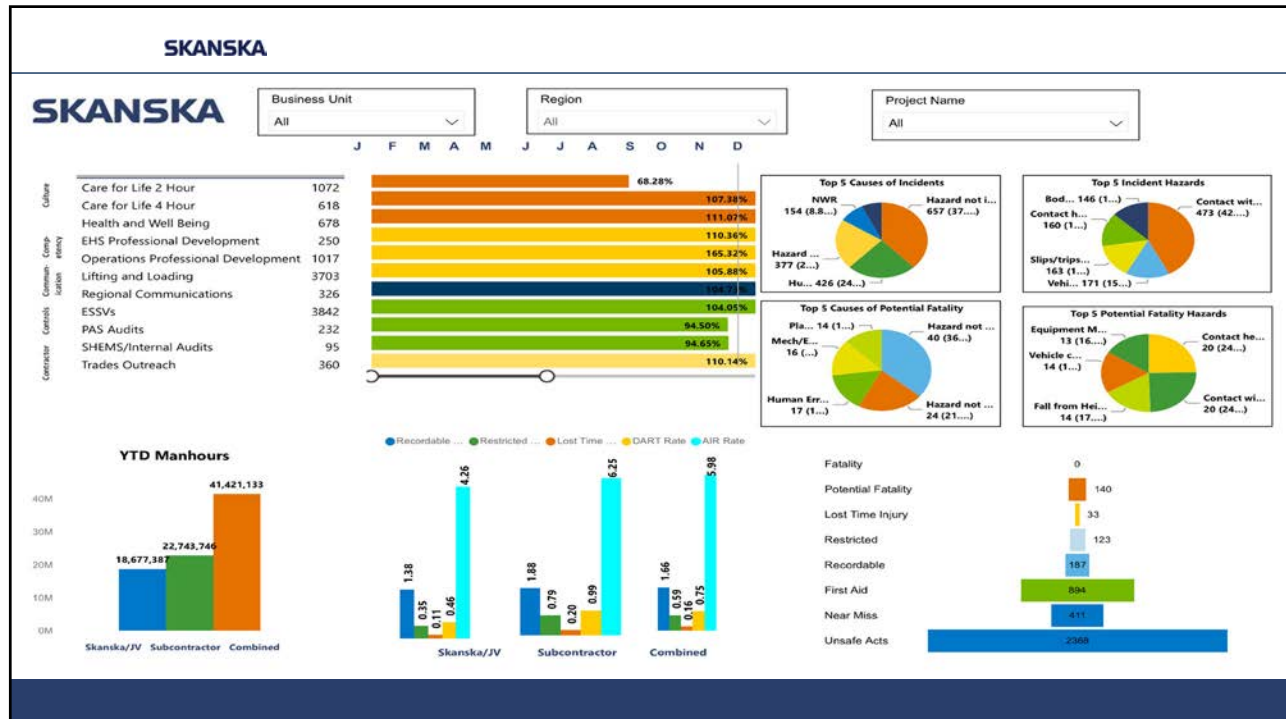 SKANSKA
SKANSKA
Business Unit
All
Region
All
Project Name
All
J F M A M J J A S O N D
Culture
Care for Life 2 Hour 1072 68.28%
Care for Life 4 Hour 618 107.38%
Health and Well Being 678 111.07%
Comp-
etency
EHS Professional Development 250 110.36%
Operations Professional Development 1017 165.32%
Commun-
ication
Lifting and Loading 3703 105.88%
Regional Communications 326
Controls
ESSVs 3842 104.05%
PAS Audits 232 94.50%
SHEMS/Internal Audits 95 94.65%
Contractor
Trades Outreach 360 110.14%
Top 5 Causes of Incidents
NWR
154 (8.8...)
Hazard not i...
657 (37....)
Hazard ...
377 (2...)
Hu... 426 (24...)
Top 5 Incident Hazards
Bod... 146 (1...)
Contact wit...
473 (42....)
Contact h...
160 (1...)
Slips/trips...
163 (1...)
Vehi... 171 (15...)
Top 5 Causes of Potential Fatality
Pla... 14 (1...)
Hazard not ...
40 (36...)
Mech/E...
16 (...)
Human Err...
17 (1...)
Hazard not ...
24 (21....)
Top 5 Potential Fatality Hazards
Equipment M...
13 (16....)
Contact he...
20 (24...)
Vehicle c...
14 (1...)
Fall from Hei...
14 (17....)
Contact wi...
20 (24...)
YTD Manhours
40M
30M
20M
10M
0M
18,677,387
22,743,746
41,421,133
Skanska/JV Subcontractor Combined
Recordable ... Restricted ... Lost Time ... DART Rate AIR Rate
1.38 0.35 0.11 0.46 4.26
1.88 0.79 0.20 0.99 6.25
1.66 0.59 0.16 0.75 5.98
Skanska/JV Subcontractor Combined
Fatality 0
Potential Fatality 140
Lost Time Injury 33
Restricted 123
Recordable 187
First Aid 894
Near Miss 411
Unsafe Acts 2368